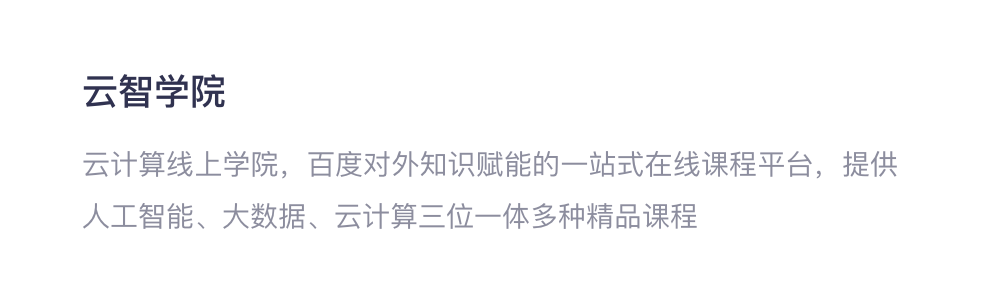 云智学院
云计算线上学院，百度对外知识赋能的一站式在线课程平台，提供
人工智能、大数据、云计算三位一体多种精品课程